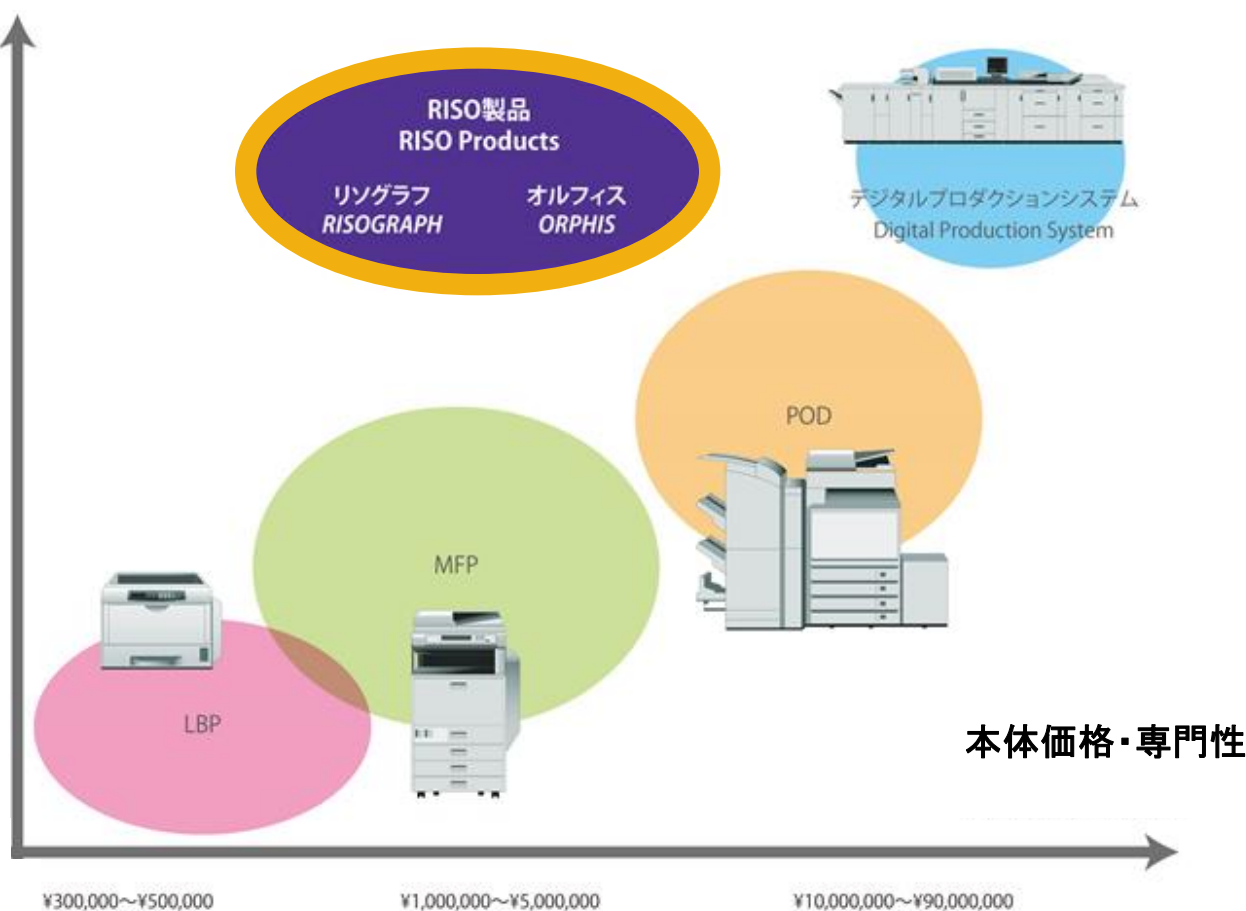 RISO製品
RISO Products
リソグラフ
RISOGRAPH
オルフィス
ORPHIS
デジタルプロダクションシステム
Digital Production System
POD
MFP
LBP
本体価格・専門性
¥300,000～¥500,000
¥1,000,000～¥5,000,000
¥10,000,000～¥90,000,000